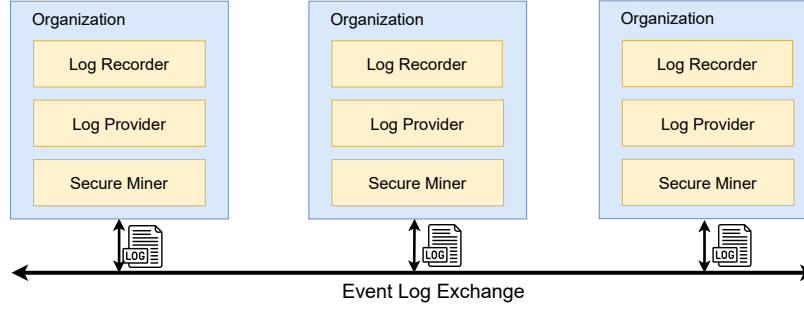 Organization
Log Recorder
Log Provider
Secure Miner
Organization
Log Recorder
Log Provider
Secure Miner
Organization
Log Recorder
Log Provider
Secure Miner
LOG
LOG
LOG
Event Log Exchange